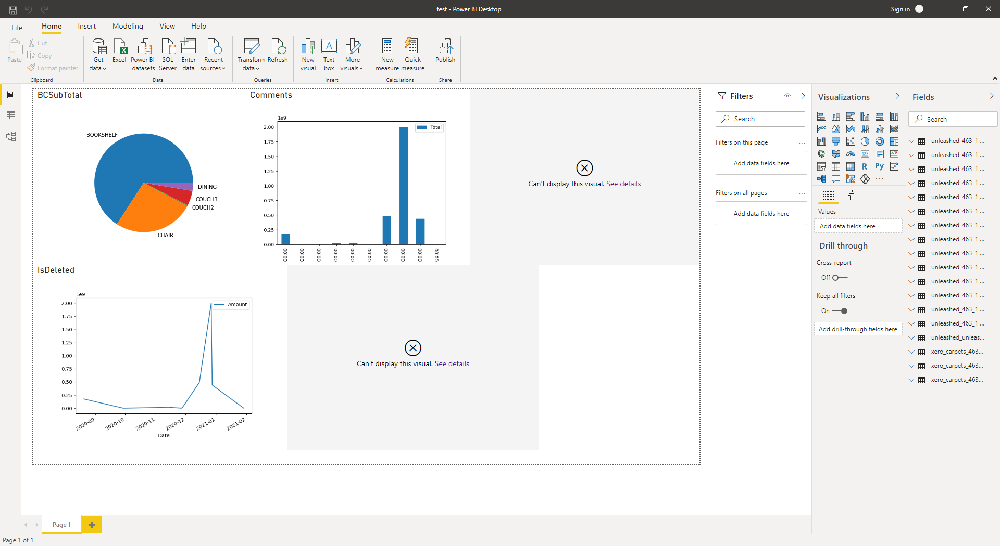 test - Power BI Desktop
Sign in
File
Home
Insert
Modeling
View
Help
Paste
Cut
Copy
Format painter
Clipboard
Get data
Excel
Power BI datasets
SQL Server
Enter data
Recent sources
Data
Transform data
Refresh
Queries
New visual
A
Text box
More visuals
Insert
New measure
Quick measure
Calculations
Publish
Share
BCSubTotal
BOOKSHELF
DINING
COUCH3
COUCH2
CHAIR
Comments
1e9
Total
2.00
1.75
1.50
1.25
1.00
0.75
0.50
0.25
0.00
00:00
00:00
00:00
00:00
00:00
00:00
00:00
00:00
00:00
00:00
Can't display this visual. See details
IsDeleted
1e9
Amount
2.00
1.75
1.50
1.25
1.00
0.75
0.50
0.25
0.00
2020-09
2020-10
2020-11
2020-12
2021-01
2021-02
Date
Can't display this visual. See details
Filters
Search
Filters on this page
...
Add data fields here
Filters on all pages
...
Add data fields here
Visualizations
123
R
Py
...
Values
Add data fields here
Drill through
Cross-report
Off
Keep all filters
On
Add drill-through fields here
Fields
Search
unleashed_463_1 ...
unleashed_463_1 ...
unleashed_463_1 ...
unleashed_463_1 ...
unleashed_463_1 ...
unleashed_463_1 ...
unleashed_463_1 ...
unleashed_463_1 ...
unleashed_463_1 ...
unleashed_463_1 ...
unleashed_463_1 ...
unleashed_463_1 ...
unleashed_463_1 ...
unleashed_463_1 ...
unleashed_unleas...
xero_carpets_463...
xero_carpets_463...
xero_carpets_463...
Page 1
+
Page 1 of 1